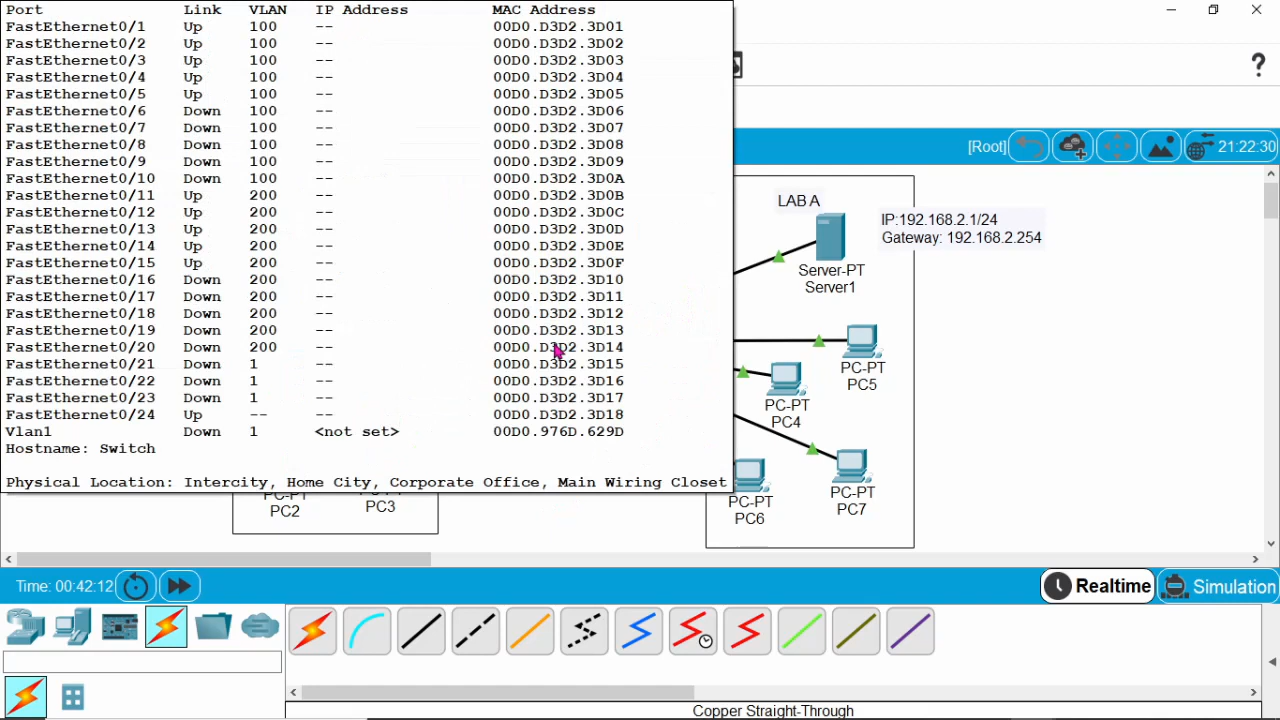 Port Link VLAN IP Address MAC Address
FastEthernet0/1 Up 100 -- 00D0.D3D2.3D01
FastEthernet0/2 Up 100 -- 00D0.D3D2.3D02
FastEthernet0/3 Up 100 -- 00D0.D3D2.3D03
FastEthernet0/4 Up 100 -- 00D0.D3D2.3D04
FastEthernet0/5 Up 100 -- 00D0.D3D2.3D05
FastEthernet0/6 Down 100 -- 00D0.D3D2.3D06
FastEthernet0/7 Down 100 -- 00D0.D3D2.3D07
FastEthernet0/8 Down 100 -- 00D0.D3D2.3D08
FastEthernet0/9 Down 100 -- 00D0.D3D2.3D09
FastEthernet0/10 Down 100 -- 00D0.D3D2.3D0A
FastEthernet0/11 Up 200 -- 00D0.D3D2.3D0B
FastEthernet0/12 Up 200 -- 00D0.D3D2.3D0C
FastEthernet0/13 Up 200 -- 00D0.D3D2.3D0D
FastEthernet0/14 Up 200 -- 00D0.D3D2.3D0E
FastEthernet0/15 Up 200 -- 00D0.D3D2.3D0F
FastEthernet0/16 Down 200 -- 00D0.D3D2.3D10
FastEthernet0/17 Down 200 -- 00D0.D3D2.3D11
FastEthernet0/18 Down 200 -- 00D0.D3D2.3D12
FastEthernet0/19 Down 200 -- 00D0.D3D2.3D13
FastEthernet0/20 Down 200 -- 00D0.D3D2.3D14
FastEthernet0/21 Down 1 -- 00D0.D3D2.3D15
FastEthernet0/22 Down 1 -- 00D0.D3D2.3D16
FastEthernet0/23 Down 1 -- 00D0.D3D2.3D17
FastEthernet0/24 Up -- -- 00D0.D3D2.3D18
Vlan1 Down 1 <not set> 00D0.976D.629D
Hostname: Switch
Physical Location: Intercity, Home City, Corporate Office, Main Wiring Closet
[Root] 21:22:30
LAB A
IP:192.168.2.1/24
Gateway: 192.168.2.254
Server-PT
Server1
PC-PT
PC5
PC-PT
PC4
PC-PT
PC6
PC-PT
PC7
PC-PT
PC2
PC3
Time: 00:42:12
Realtime
Simulation
Copper Straight-Through